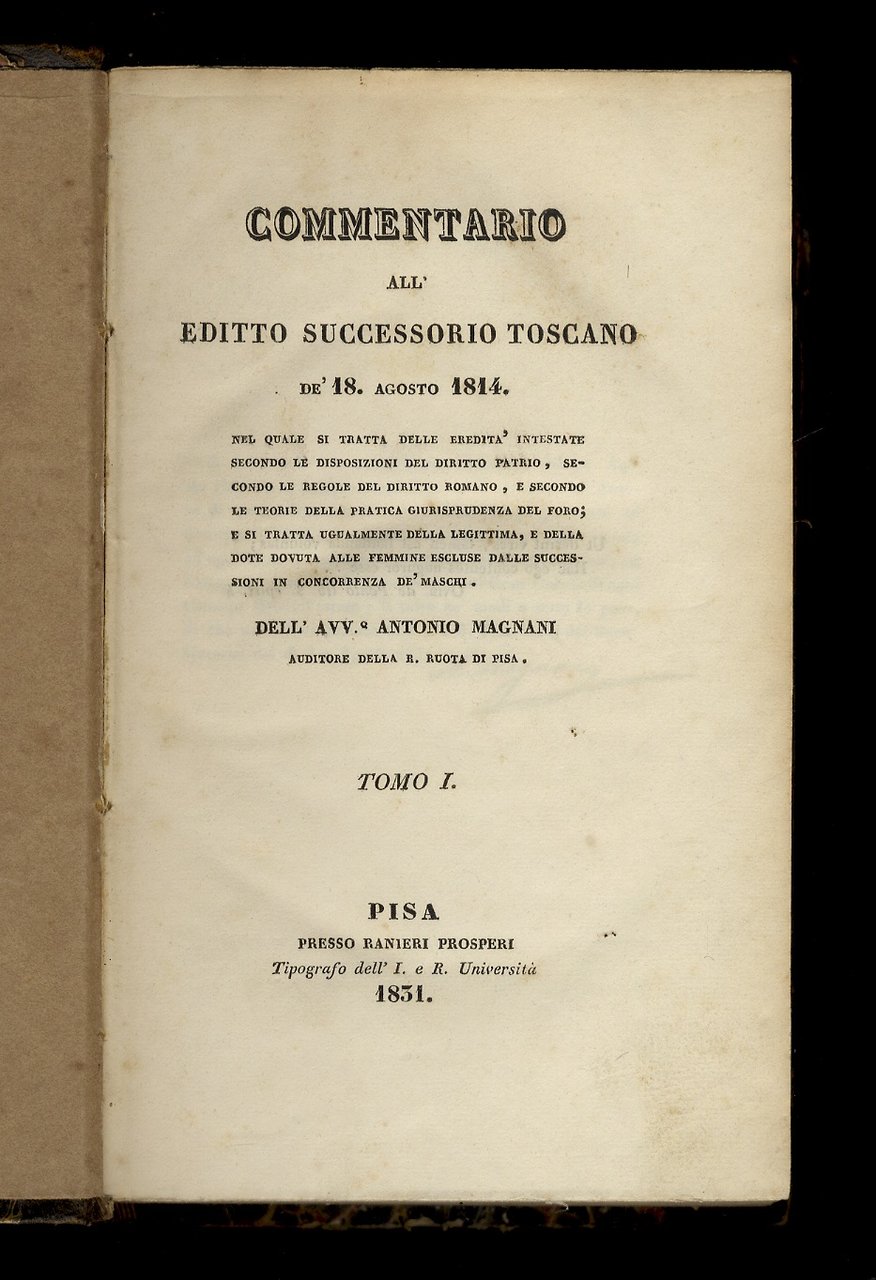 COMMENTARIO
ALL'
EDITTO SUCCESSORIO TOSCANO
DE' 18. AGOSTO 1814.
NEL QUALE SI TRATTA DELLE EREDITA' INTESTATE
SECONDO LE DISPOSIZIONI DEL DIRITTO PATRIO, SE-
CONDO LE REGOLE DEL DIRITTO ROMANO, E SECONDO
LE TEORIE DELLA PRATICA GIURISPRUDENZA DEL FORO;
E SI TRATTA UGUALMENTE DELLA LEGITTIMA, E DELLA
DOTE DOVUTA ALLE FEMMINE ESCLUSE DALLE SUCCES-
SIONI IN CONCORRENZA DE' MASCHI.
DELL' AVV.º ANTONIO MAGNANI
AUDITORE DELLA R. RUOTA DI PISA.
TOMO I.
PISA
PRESSO RANIERI PROSPERI
Tipografo dell' I. e R. Università
1831.